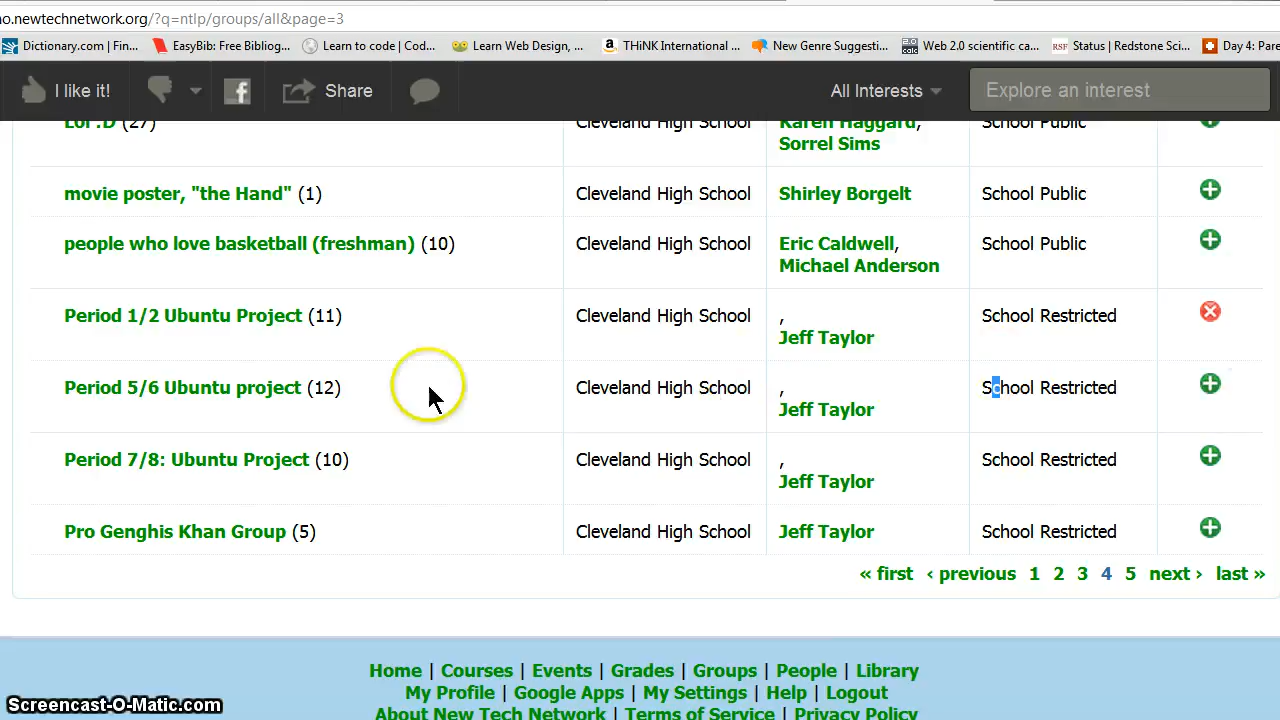 o.newtechnetwork.org/?q=ntlp/groups/all&page=3
Dictionary.com | Fin... EasyBib: Free Bibliog... Learn to code | Cod... Learn Web Design, ... THiNK International ... New Genre Suggesti... Web 2.0 scientific ca... RSF Status | Redstone Sci... Day 4: Pare
I like it! Share All Interests Explore an interest
Lol :D (27) Cleveland High School Karen Haggard, School Public
Sorrel Sims
movie poster, "the Hand" (1) Cleveland High School Shirley Borgelt School Public
people who love basketball (freshman) (10) Cleveland High School Eric Caldwell, School Public
Michael Anderson
Period 1/2 Ubuntu Project (11) Cleveland High School , School Restricted
Jeff Taylor
Period 5/6 Ubuntu project (12) Cleveland High School , School Restricted
Jeff Taylor
Period 7/8: Ubuntu Project (10) Cleveland High School , School Restricted
Jeff Taylor
Pro Genghis Khan Group (5) Cleveland High School Jeff Taylor School Restricted
« first ‹ previous 1 2 3 4 5 next › last »
Home | Courses | Events | Grades | Groups | People | Library
My Profile | Google Apps | My Settings | Help | Logout
About New Tech Network | Terms of Service | Privacy Policy
Screencast-O-Matic.com